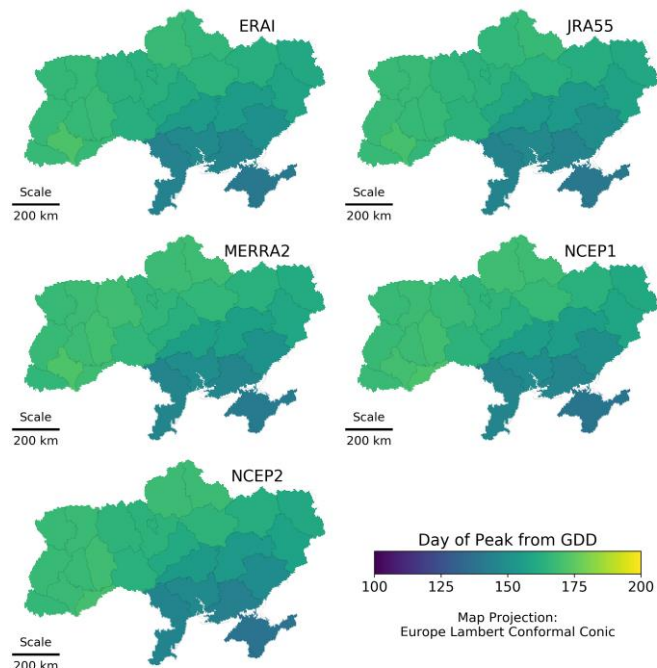 ERAI
JRA55
Scale
200 km
Scale
200 km
MERRA2
NCEP1
Scale
200 km
Scale
200 km
NCEP2
Scale
200 km
Day of Peak from GDD
100 125 150 175 200
Map Projection:
Europe Lambert Conformal Conic